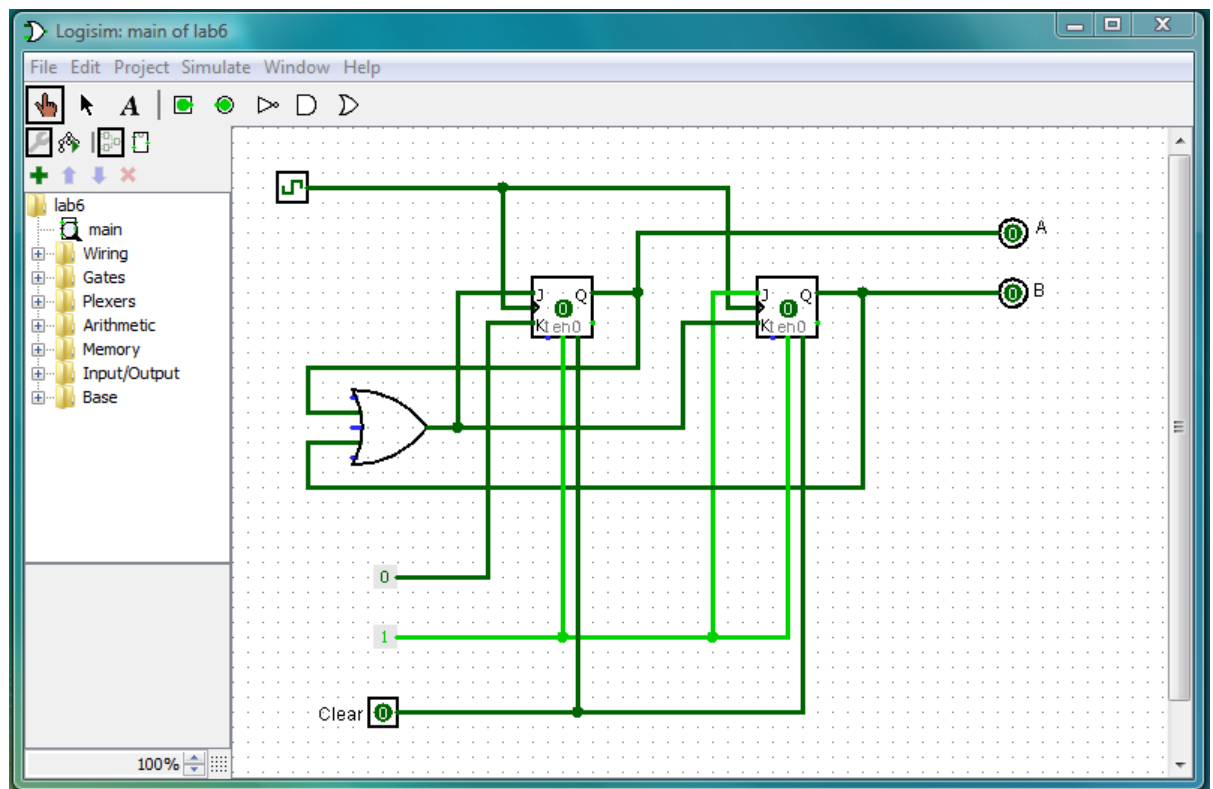 Logisim: main of lab6
File Edit Project Simulate Window Help
A
lab6
main
Wiring
Gates
Plexers
Arithmetic
Memory
Input/Output
Base
100%
A
B
J Q
0
K t en 0
J Q
0
K t en 0
0
0
0
1
Clear 0